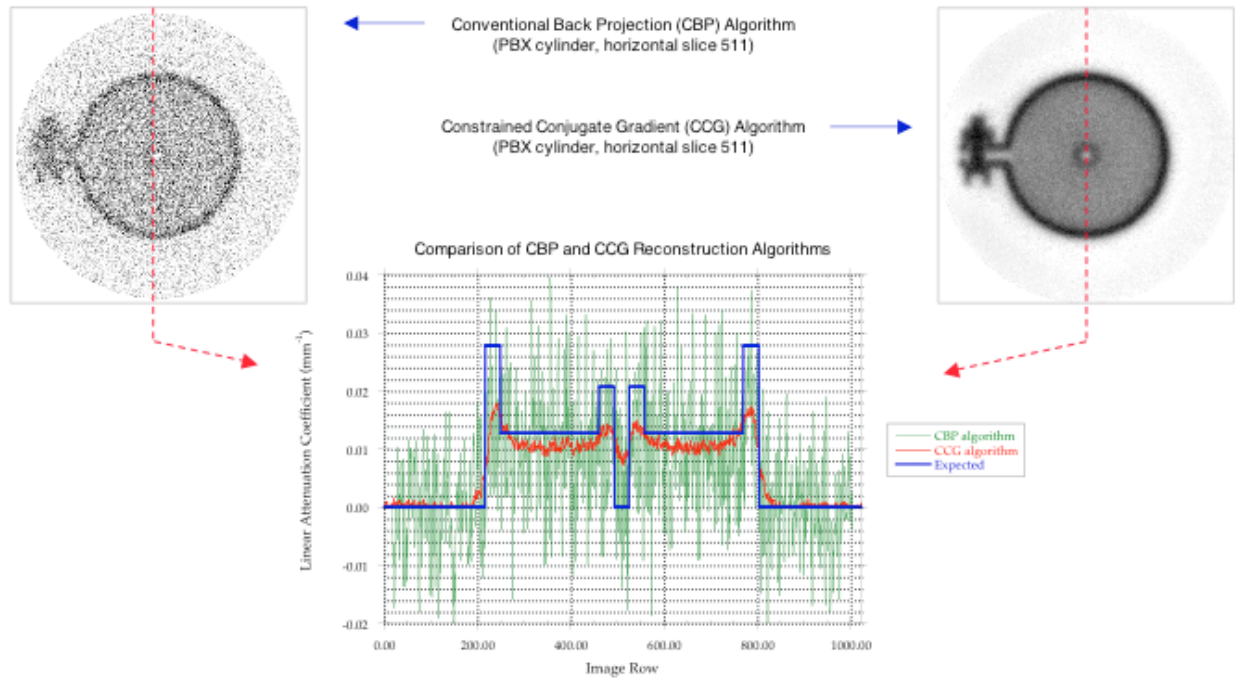 Conventional Back Projection (CBP) Algorithm
(PBX cylinder, horizontal slice 511)
Constrained Conjugate Gradient (CCG) Algorithm
(PBX cylinder, horizontal slice 511)
Comparison of CBP and CCG Reconstruction Algorithms
Linear Attenuation Coefficient (mm⁻¹)
0.04
0.03
0.02
0.01
0.00
-0.01
-0.02
0.00 200.00 400.00 600.00 800.00 1000.00
Image Row
CBP algorithm
CCG algorithm
Expected